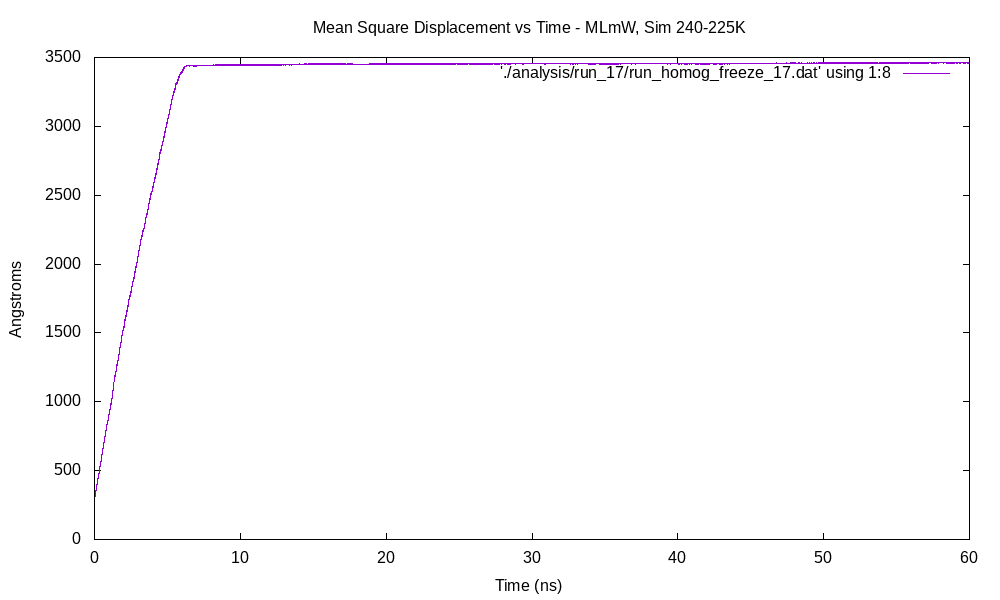 Mean Square Displacement vs Time - MLmW, Sim 240-225K
'./analysis/run_17/run_homog_freeze_17.dat' using 1:8
3500
3000
2500
2000
1500
1000
500
0
Angstroms
0 10 20 30 40 50 60
Time (ns)